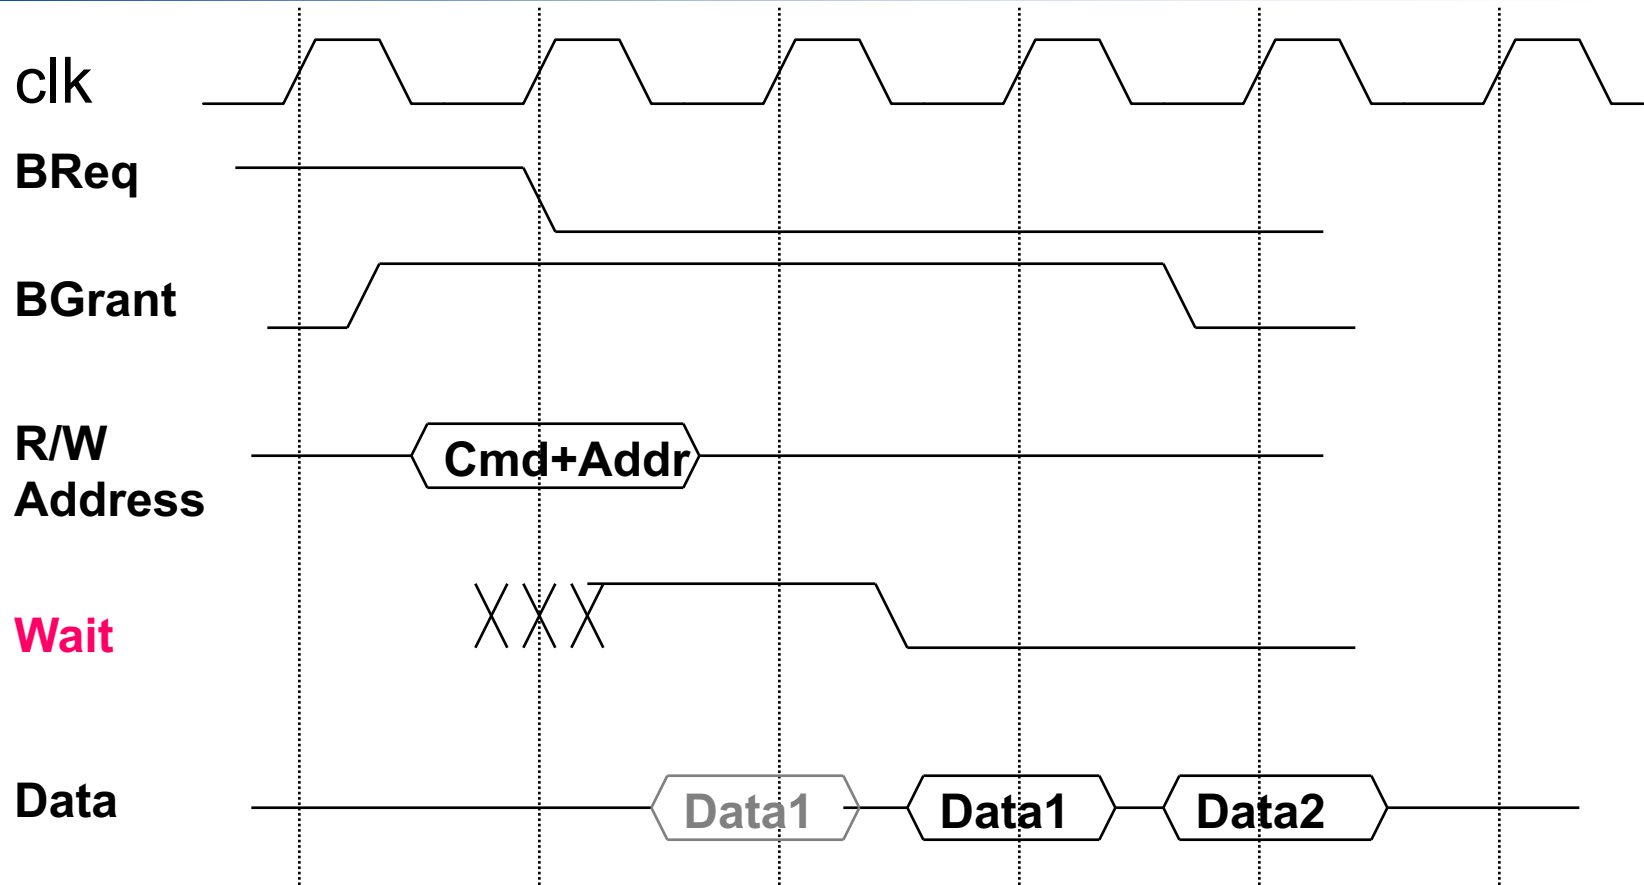 clk
BReq
BGrant
R/W
Address
Cmd+Addr
Wait
Data
Data1
Data1
Data2